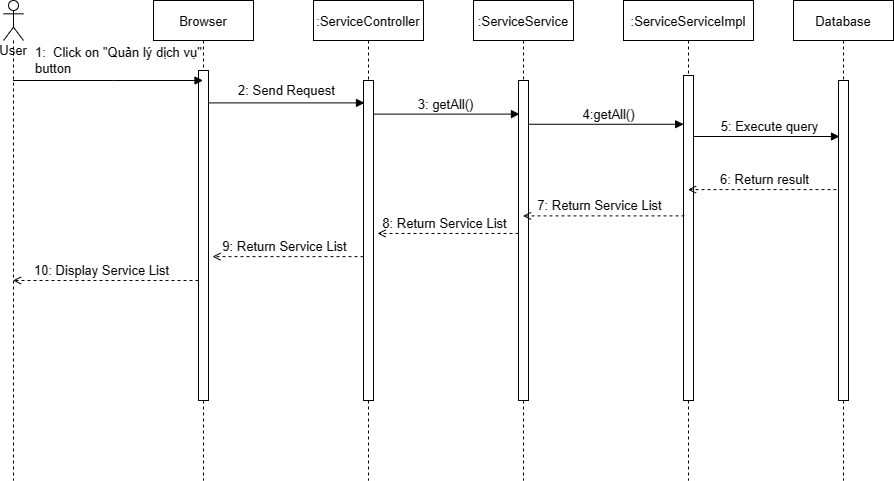 Browser
:ServiceController
:ServiceService
:ServiceServiceImpl
Database
User
1:  Click on "Quản lý dịch vụ"
button
2: Send Request
3: getAll()
4:getAll()
5: Execute query
6: Return result
7: Return Service List
8: Return Service List
9: Return Service List
10: Display Service List